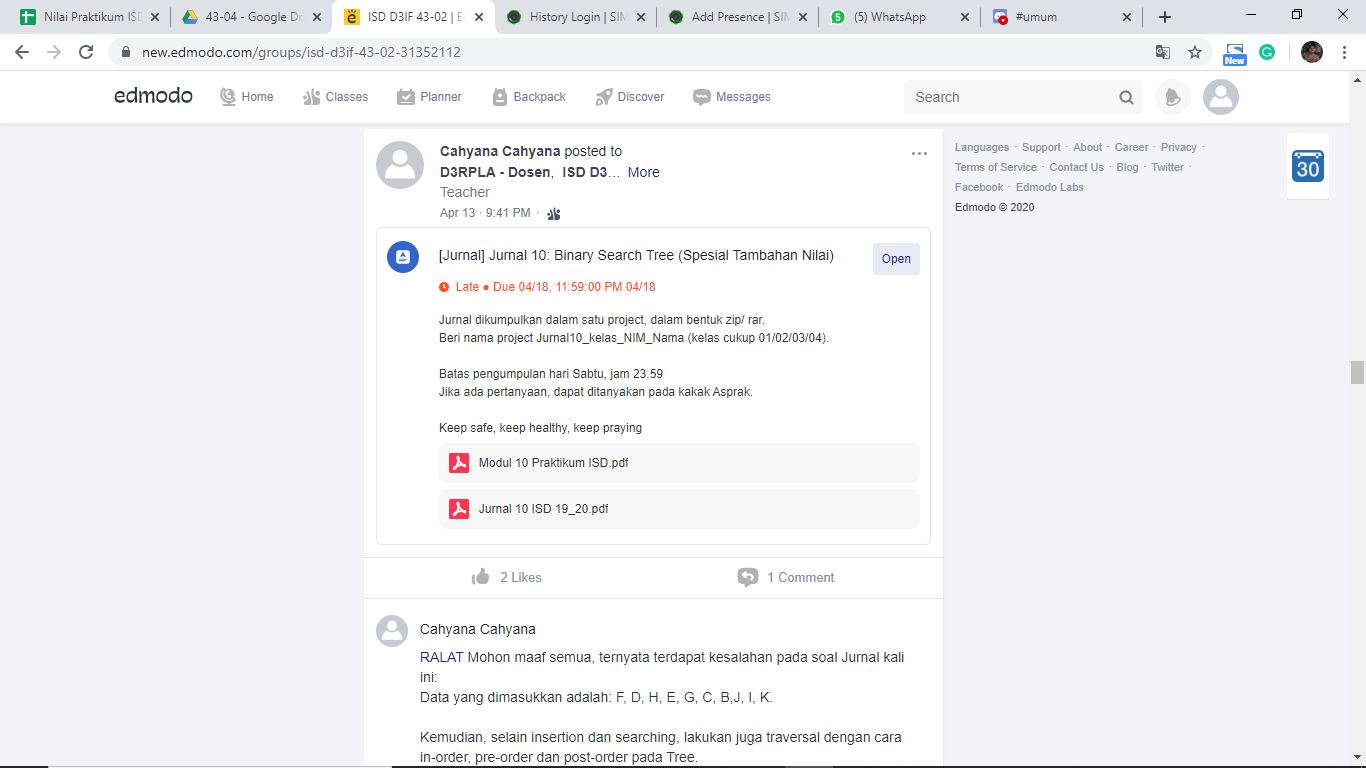 Nilai Praktikum ISD
43-04 - Google Dr
ISD D3IF 43-02 | Ed
History Login | SIM
Add Presence | SIM
(5) WhatsApp
#umum
new.edmodo.com/groups/isd-d3if-43-02-31352112
New
edmodo
Home
Classes
Planner
Backpack
Discover
Messages
Search
Cahyana Cahyana posted to
D3RPLA - Dosen, ISD D3... More
Teacher
Apr 13 · 9:41 PM ·
[Jurnal] Jurnal 10: Binary Search Tree (Spesial Tambahan Nilai)
Open
Late ● Due 04/18, 11:59:00 PM 04/18
Jurnal dikumpulkan dalam satu project, dalam bentuk zip/ rar.
Beri nama project Jurnal10_kelas_NIM_Nama (kelas cukup 01/02/03/04).
Batas pengumpulan hari Sabtu, jam 23.59
Jika ada pertanyaan, dapat ditanyakan pada kakak Asprak.
Keep safe, keep healthy, keep praying
Modul 10 Praktikum ISD.pdf
Jurnal 10 ISD 19_20.pdf
2 Likes
1 Comment
Cahyana Cahyana
RALAT Mohon maaf semua, ternyata terdapat kesalahan pada soal Jurnal kali
ini:
Data yang dimasukkan adalah: F, D, H, E, G, C, B,J, I, K.
Kemudian, selain insertion dan searching, lakukan juga traversal dengan cara
in-order, pre-order dan post-order pada Tree.
Languages · Support · About · Career · Privacy ·
Terms of Service · Contact Us · Blog · Twitter ·
Facebook · Edmodo Labs
Edmodo © 2020
30